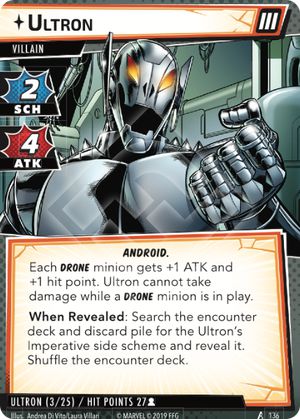 ULTRON
III
VILLAIN
2
SCH
4
ATK
ANDROID.
Each DRONE minion gets +1 ATK and
+1 hit point. Ultron cannot take
damage while a DRONE minion is in play.
When Revealed: Search the encounter
deck and discard pile for the Ultron's
Imperative side scheme and reveal it.
Shuffle the encounter deck.
ULTRON (3/25) / HIT POINTS 27
Illus. Andrea Di Vito/Laura Villari © MARVEL © 2019 FFG 136